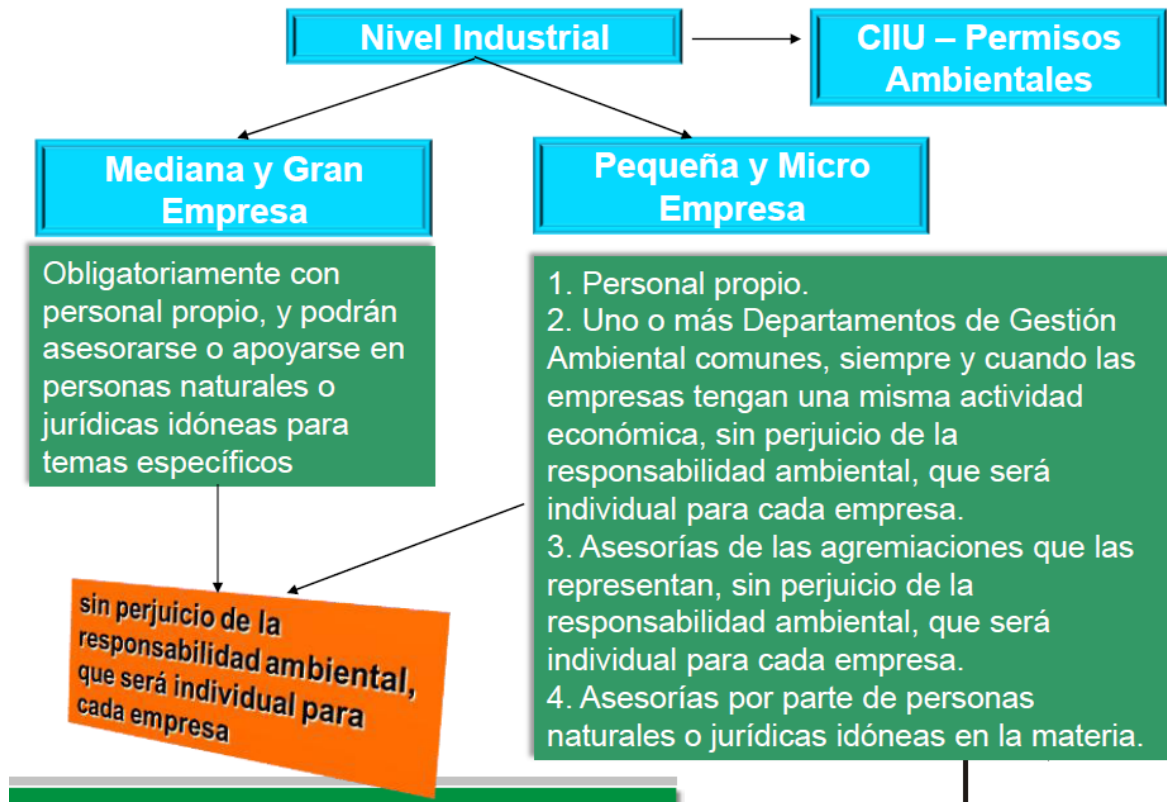 Nivel Industrial
CIIU – Permisos
Ambientales
Mediana y Gran
Empresa
Pequeña y Micro
Empresa
Obligatoriamente con
personal propio, y podrán
asesorarse o apoyarse en
personas naturales o
jurídicas idóneas para
temas específicos
1. Personal propio.
2. Uno o más Departamentos de Gestión
Ambiental comunes, siempre y cuando las
empresas tengan una misma actividad
económica, sin perjuicio de la
responsabilidad ambiental, que será
individual para cada empresa.
3. Asesorías de las agremiaciones que las
representan, sin perjuicio de la
responsabilidad ambiental, que será
individual para cada empresa.
4. Asesorías por parte de personas
naturales o jurídicas idóneas en la materia.
sin perjuicio de la
responsabilidad ambiental,
que será individual para
cada empresa